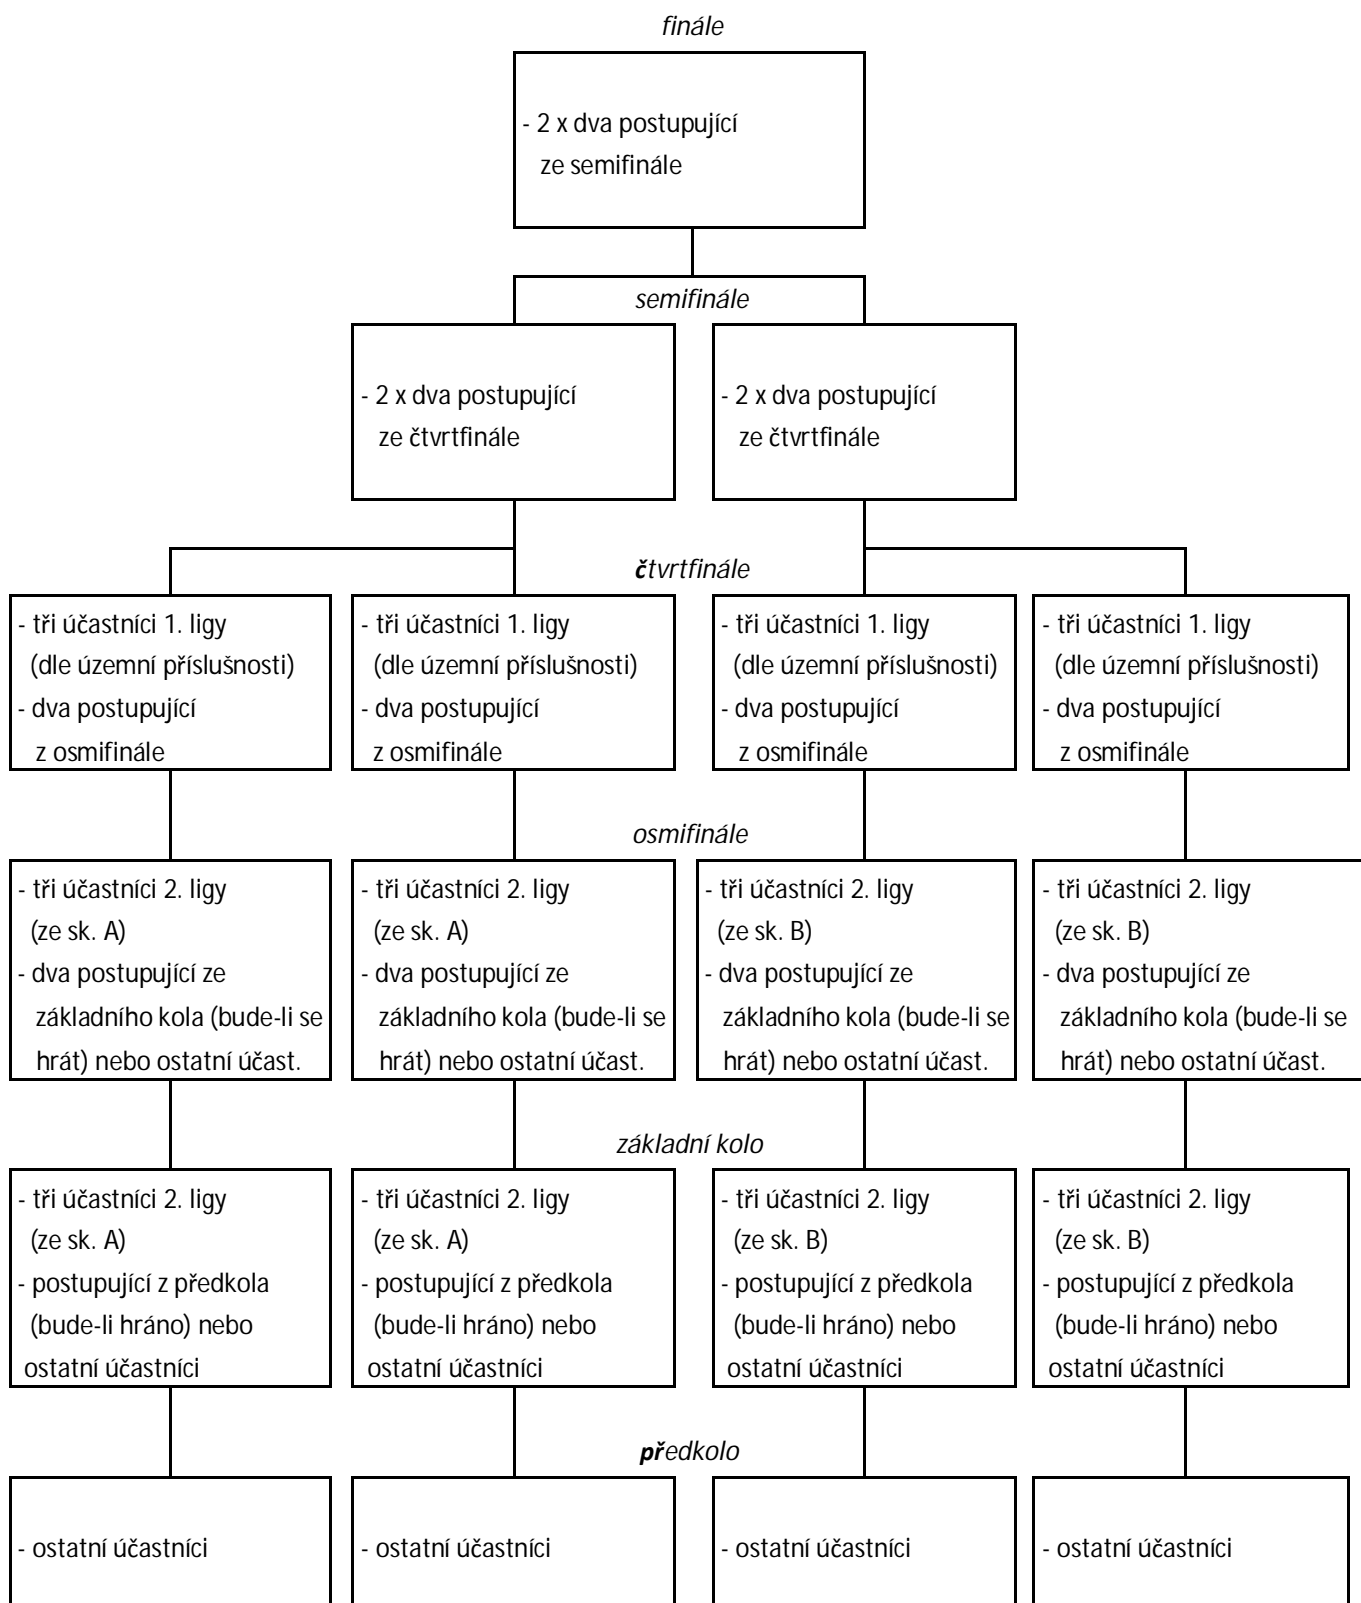 finále
- 2 x dva postupující
ze semifinále
semifinále
- 2 x dva postupující
ze čtvrtfinále
- 2 x dva postupující
ze čtvrtfinále
čtvrtfinále
- tři účastníci 1. ligy
(dle územní příslušnosti)
- dva postupující
z osmifinále
- tři účastníci 1. ligy
(dle územní příslušnosti)
- dva postupující
z osmifinále
- tři účastníci 1. ligy
(dle územní příslušnosti)
- dva postupující
z osmifinále
- tři účastníci 1. ligy
(dle územní příslušnosti)
- dva postupující
z osmifinále
osmifinále
- tři účastníci 2. ligy
(ze sk. A)
- dva postupující ze
základního kola (bude-li se
hrát) nebo ostatní účast.
- tři účastníci 2. ligy
(ze sk. A)
- dva postupující ze
základního kola (bude-li se
hrát) nebo ostatní účast.
- tři účastníci 2. ligy
(ze sk. B)
- dva postupující ze
základního kola (bude-li se
hrát) nebo ostatní účast.
- tři účastníci 2. ligy
(ze sk. B)
- dva postupující ze
základního kola (bude-li se
hrát) nebo ostatní účast.
základní kolo
- tři účastníci 2. ligy
(ze sk. A)
- postupující z předkola
(bude-li hráno) nebo
ostatní účastníci
- tři účastníci 2. ligy
(ze sk. A)
- postupující z předkola
(bude-li hráno) nebo
ostatní účastníci
- tři účastníci 2. ligy
(ze sk. B)
- postupující z předkola
(bude-li hráno) nebo
ostatní účastníci
- tři účastníci 2. ligy
(ze sk. B)
- postupující z předkola
(bude-li hráno) nebo
ostatní účastníci
předkolo
- ostatní účastníci
- ostatní účastníci
- ostatní účastníci
- ostatní účastníci